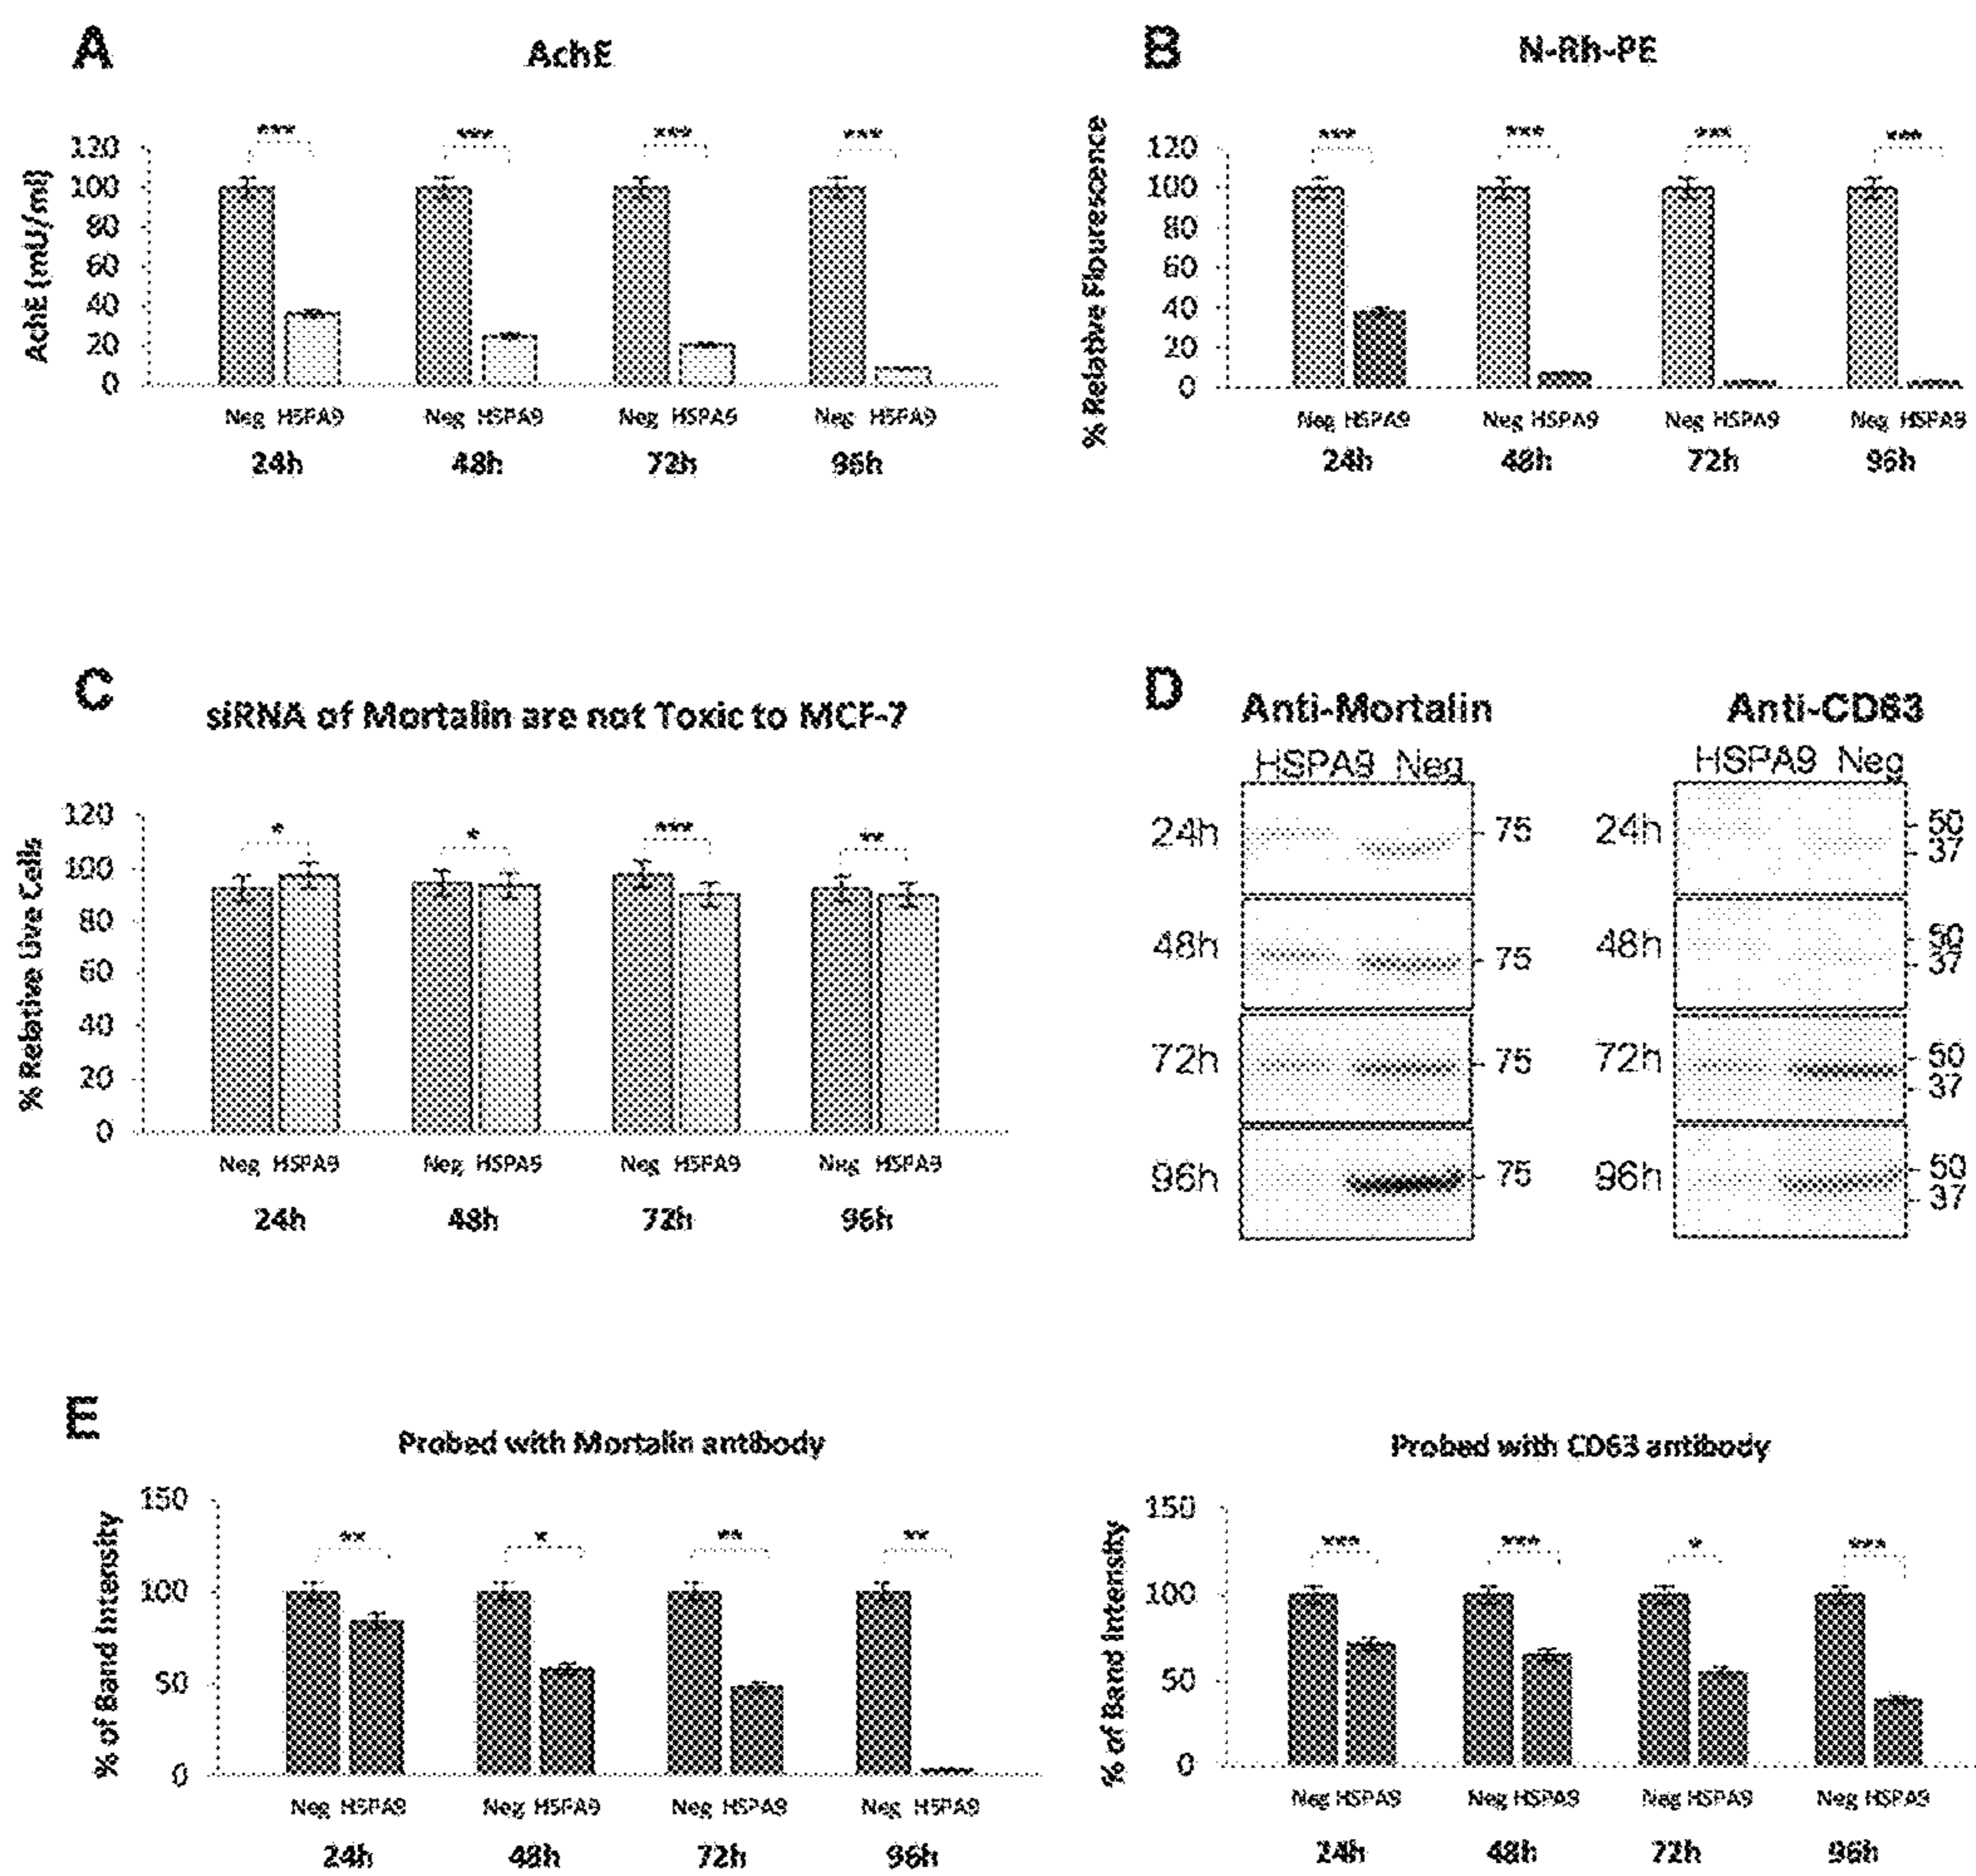 A
AchE
AchE (mU/ml)
120
100
80
60
40
20
0
*** *** *** ***
Neg HSPA9 Neg HSPA9 Neg HSPA9 Neg HSPA9
24h 48h 72h 96h
B
N-Rh-PE
% Relative Flourescence
120
100
80
60
40
20
0
*** *** *** ***
Neg HSPA9 Neg HSPA9 Neg HSPA9 Neg HSPA9
24h 48h 72h 96h
C
siRNA of Mortalin are not Toxic to MCF-7
% Relative Live Cells
120
100
80
60
40
20
0
* * *** **
Neg HSPA9 Neg HSPA9 Neg HSPA9 Neg HSPA9
24h 48h 72h 96h
D
Anti-Mortalin
HSPA9 Neg
24h 75
48h 75
72h 75
96h 75
Anti-CD63
HSPA9 Neg
24h 50
37
48h 50
37
72h 50
37
96h 50
37
E
Probed with Mortalin antibody
% of Band Intensity
150
100
50
0
** * ** **
Neg HSPA9 Neg HSPA9 Neg HSPA9 Neg HSPA9
24h 48h 72h 96h
Probed with CD63 antibody
% of Band Intensity
150
100
50
0
*** *** * ***
Neg HSPA9 Neg HSPA9 Neg HSPA9 Neg HSPA9
24h 48h 72h 96h